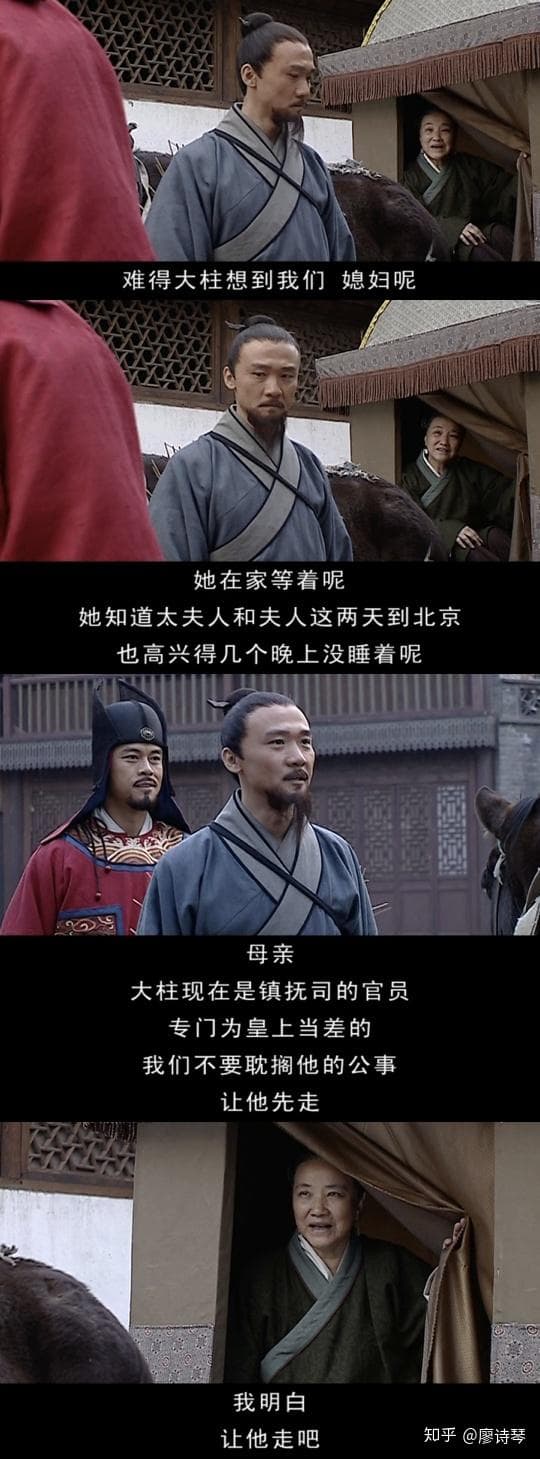 难得大柱想到我们 媳妇呢
她在家等着呢
她知道太夫人和夫人这两天到北京
也高兴得几个晚上没睡着呢
母亲
大柱现在是镇抚司的官员
专门为皇上当差的
我们不要耽搁他的公事
让他先走
我明白
让他走吧
知乎 @廖诗琴